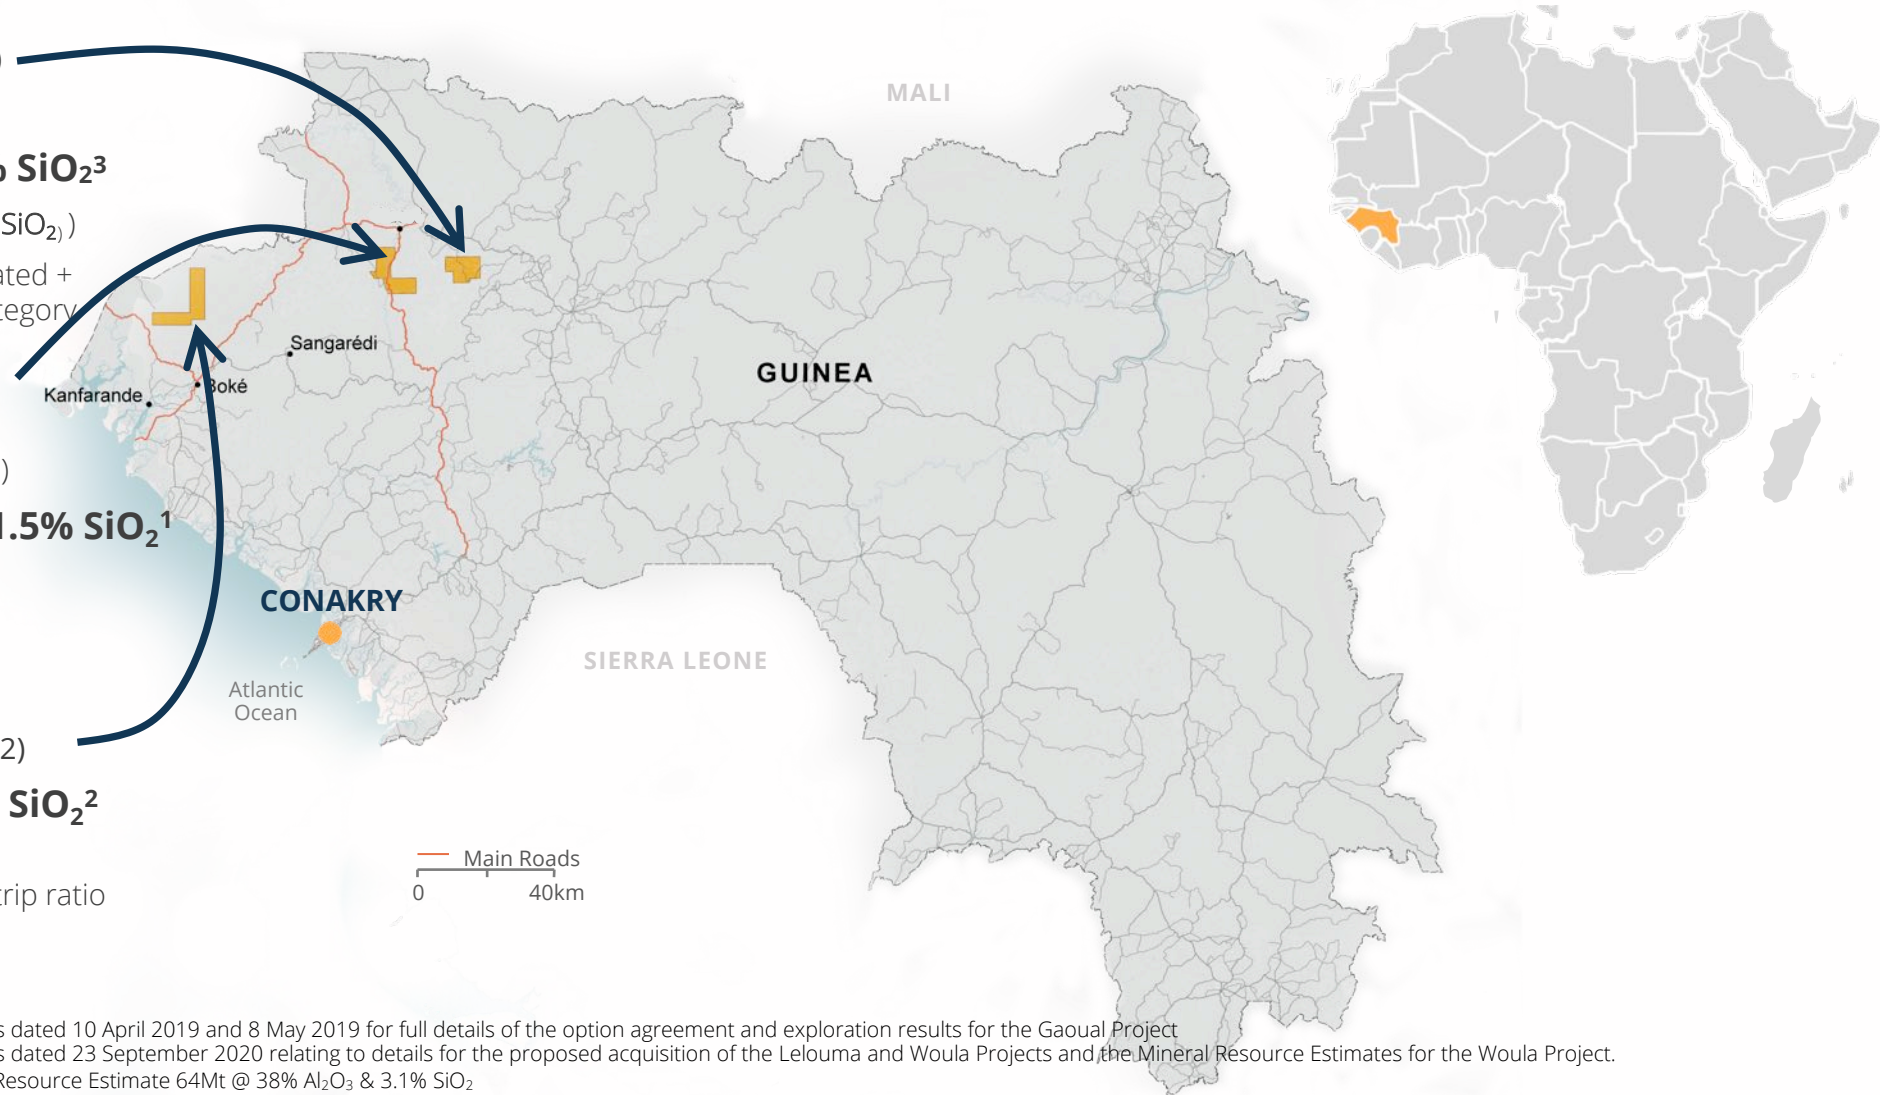 )
% SiO₂³
SiO₂))
ated +
tegory
)
1.5% SiO₂¹
2)
SiO₂²
trip ratio
MALI
GUINEA
Sangarédi
Boké
Kanfarande
CONAKRY
SIERRA LEONE
Atlantic
Ocean
Main Roads
0 40km
s dated 10 April 2019 and 8 May 2019 for full details of the option agreement and exploration results for the Gaoual Project
s dated 23 September 2020 relating to details for the proposed acquisition of the Lelouma and Woula Projects and the Mineral Resource Estimates for the Woula Project.
Resource Estimate 64Mt @ 38% Al₂O₃ & 3.1% SiO₂